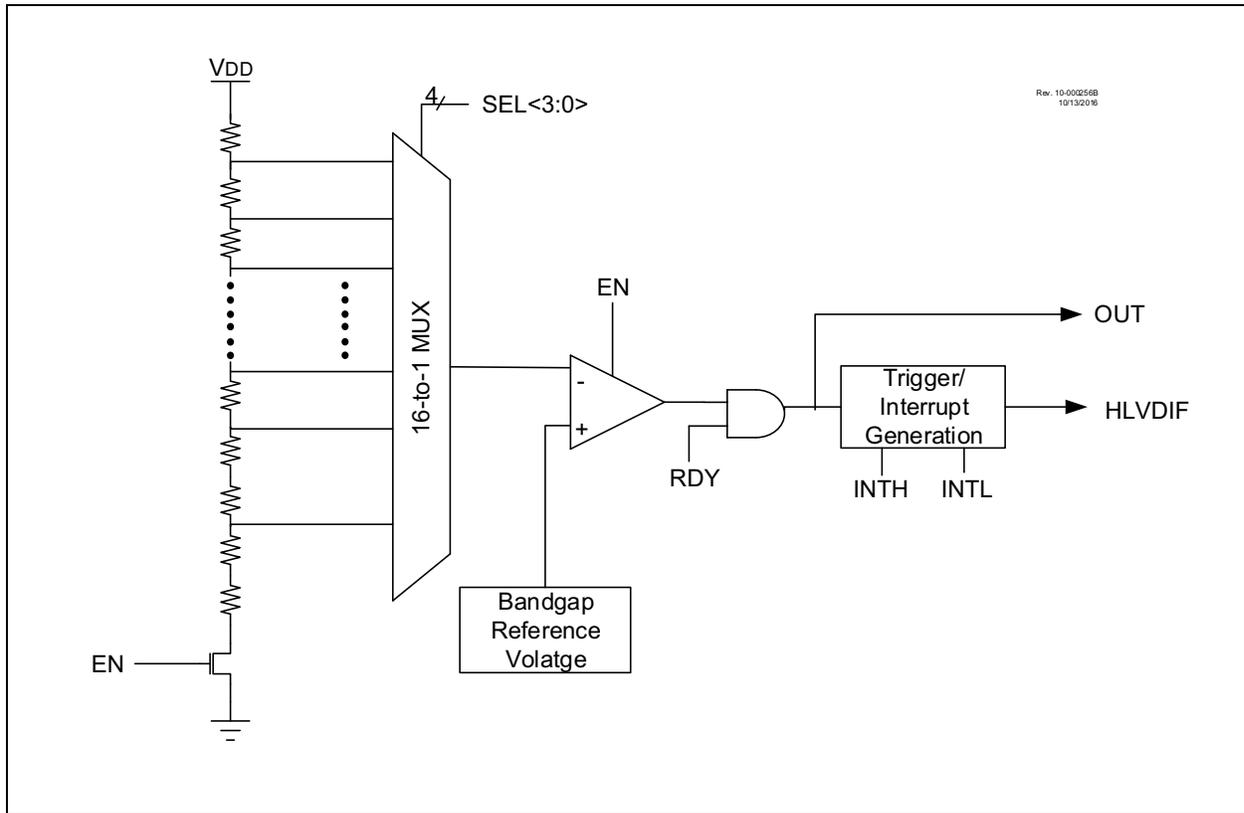 VDD
4
SEL<3:0>
Rev. 10-000256B
10/13/2016
16-to-1 MUX
EN
-
+
RDY
OUT
Trigger/
Interrupt
Generation
HLVDIF
INTH
INTL
Bandgap
Reference
Volatge
EN